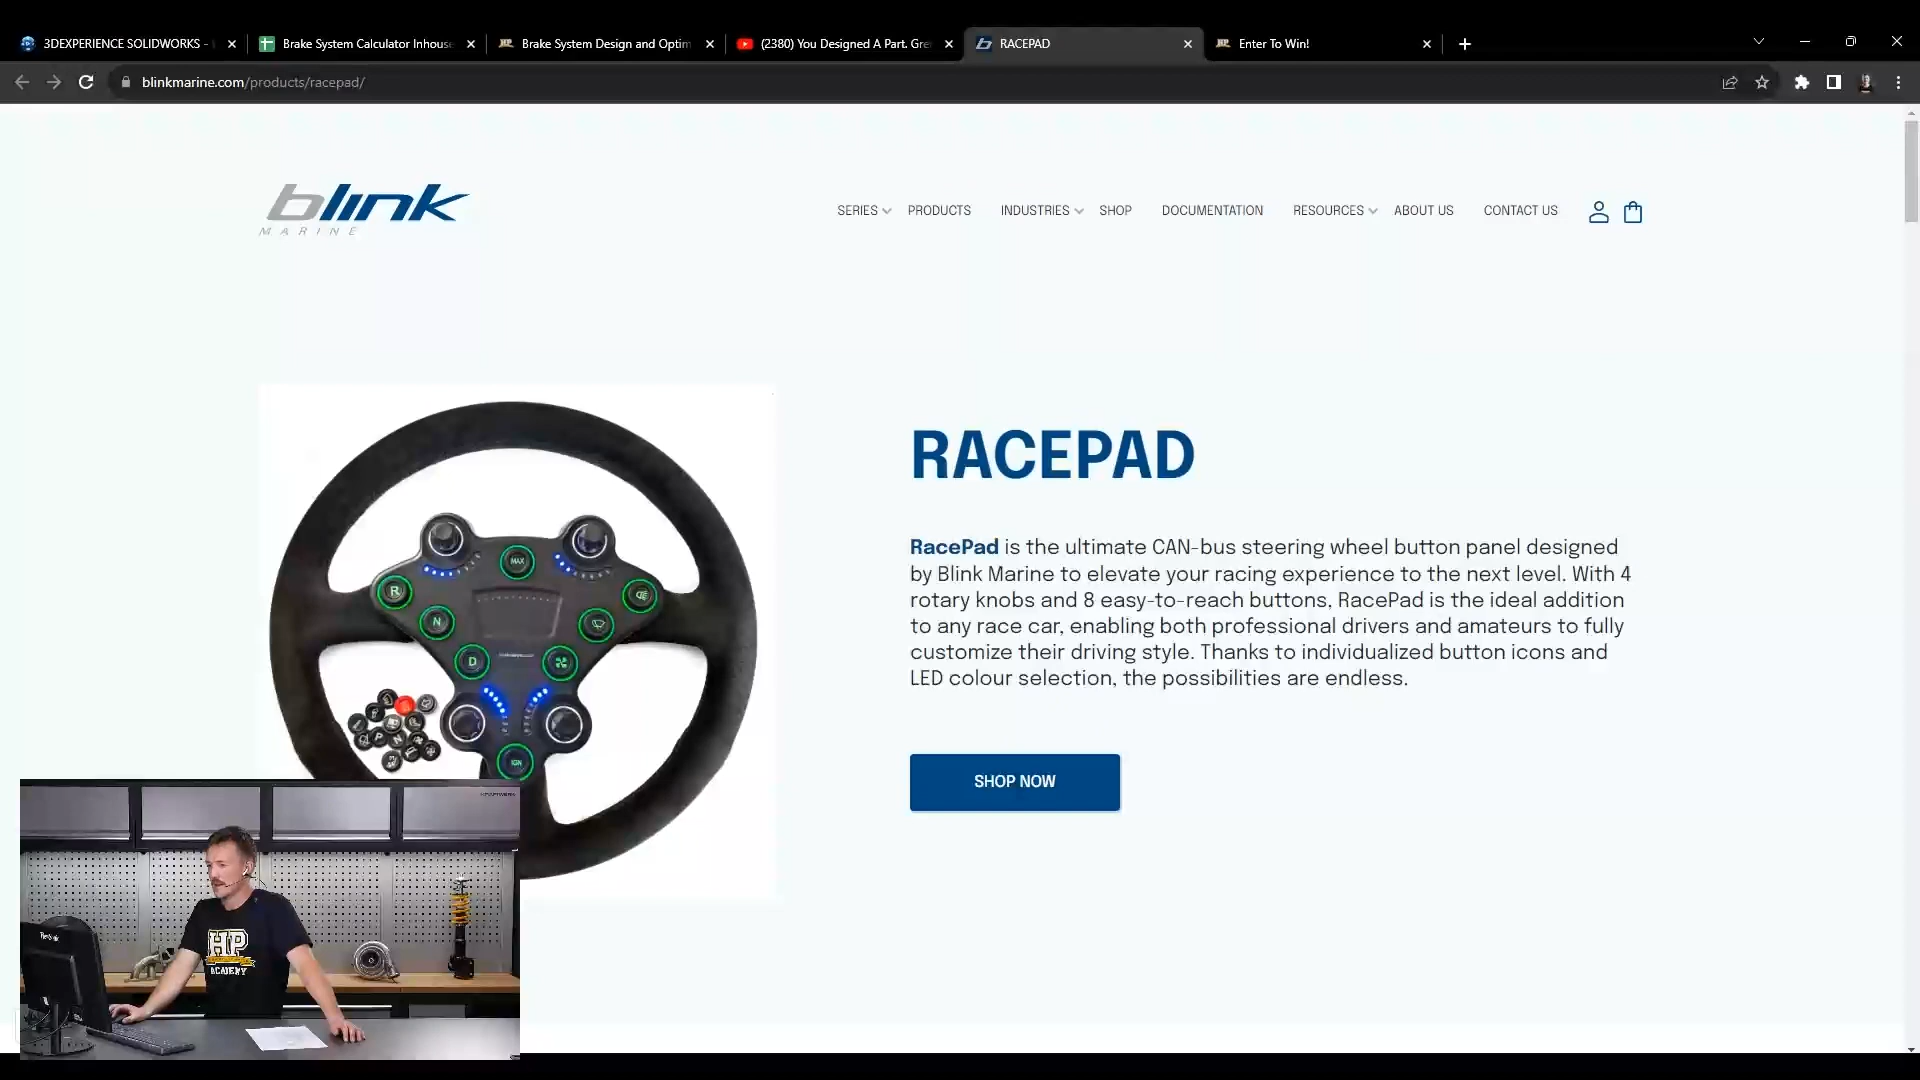 3DEXPERIENCE SOLIDWORKS -
Brake System Calculator Inhouse
Brake System Design and Optim
(2380) You Designed A Part. Gre
RACEPAD
Enter To Win!
blinkmarine.com/products/racepad/
blink
MARINE
SERIES
PRODUCTS
INDUSTRIES
SHOP
DOCUMENTATION
RESOURCES
ABOUT US
CONTACT US
MAX
R
N
D
IGN
P
N
RACEPAD
RacePad is the ultimate CAN-bus steering wheel button panel designed
by Blink Marine to elevate your racing experience to the next level. With 4
rotary knobs and 8 easy-to-reach buttons, RacePad is the ideal addition
to any race car, enabling both professional drivers and amateurs to fully
customize their driving style. Thanks to individualized button icons and
LED colour selection, the possibilities are endless.
SHOP NOW
HP
ACADEMY